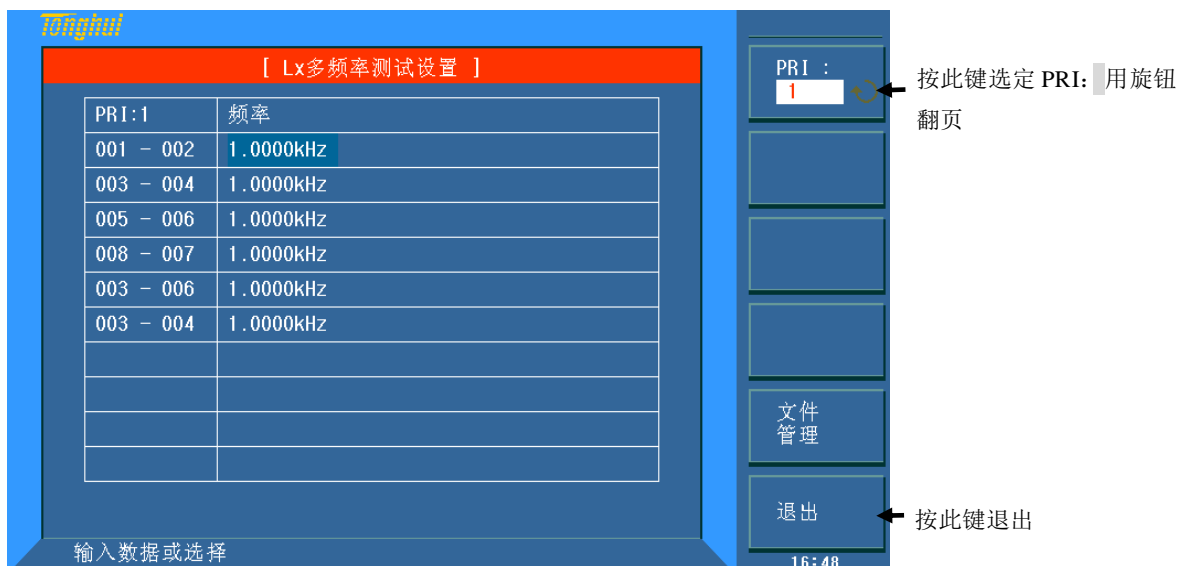 Tonghui
[ Lx多频率测试设置 ]
PRI:1 频率
001 - 002 1.0000kHz
003 - 004 1.0000kHz
005 - 006 1.0000kHz
008 - 007 1.0000kHz
003 - 006 1.0000kHz
003 - 004 1.0000kHz
输入数据或选择
PRI :
1
文件
管理
退出
16:48
按此键选定 PRI: 用旋钮
翻页
按此键退出